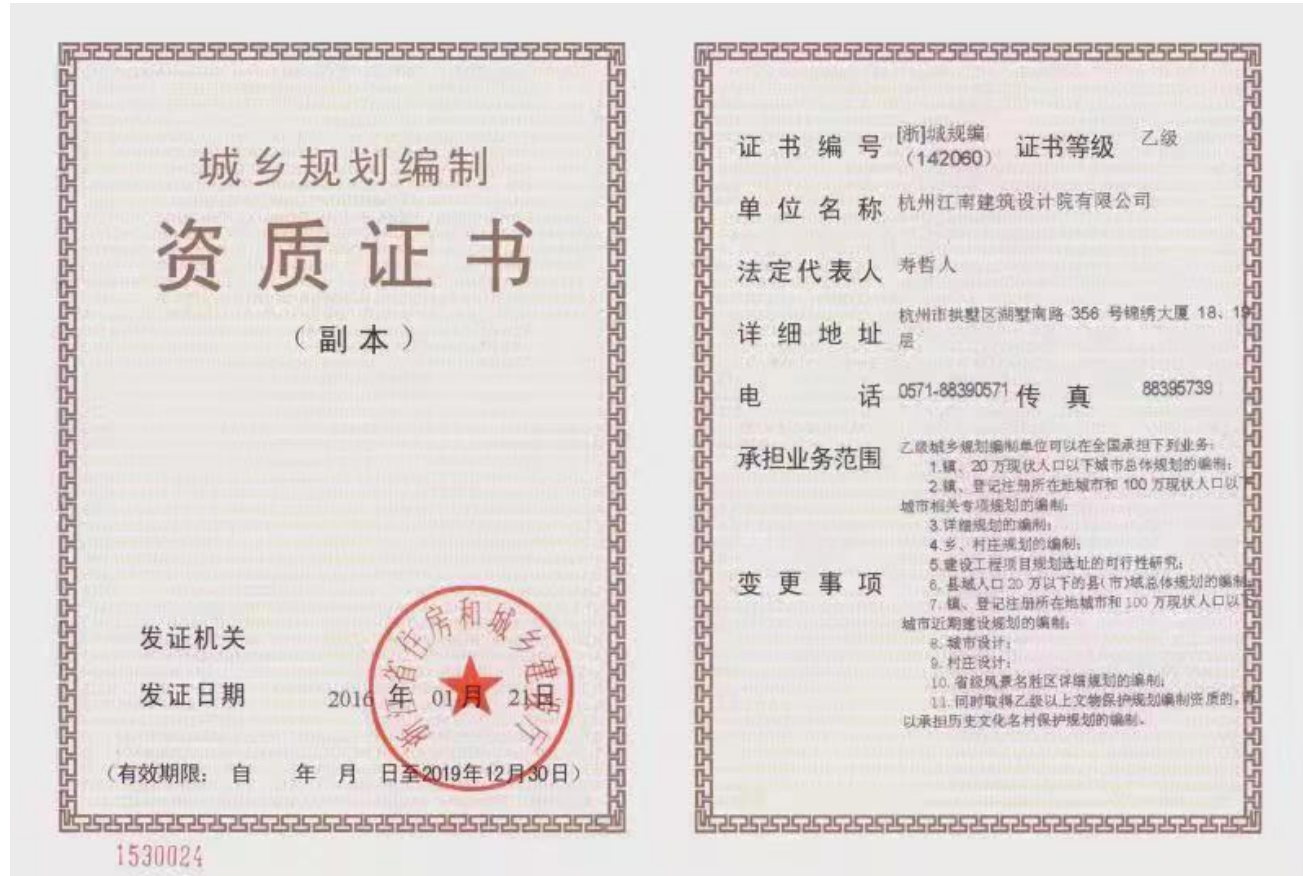 城乡规划编制
资质证书
（副本）
发证机关
发证日期 2016 年 01 月 21 日
浙江省住房和城乡建设厅
（有效期限： 自 年 月 日至2019年12月30日）
1530024
证书编号 [浙]城规编（142060） 证书等级 乙级
单位名称 杭州江南建筑设计院有限公司
法定代表人 寿哲人
详细地址 杭州市拱墅区湖墅南路 356 号锦绣大厦 18、19
层
电话 0571-88390571 传真 88395739
承担业务范围
乙级城乡规划编制单位可以在全国承担下列业务：
1.镇、20 万现状人口以下城市总体规划的编制；
2.镇、登记注册所在地城市和 100 万现状人口以下
城市相关专项规划的编制；
3.详细规划的编制；
4.乡、村庄规划的编制；
5.建设工程项目规划选址的可行性研究；
变更事项
6.县城人口 20 万以下的县(市)域总体规划的编制
7.镇、登记注册所在地城市和 100 万现状人口以下
城市近期建设规划的编制；
8.城市设计；
9.村庄设计；
10.省级风景名胜区详细规划的编制；
11.同时取得乙级以上文物保护规划编制资质的，
以承担历史文化名村保护规划的编制。